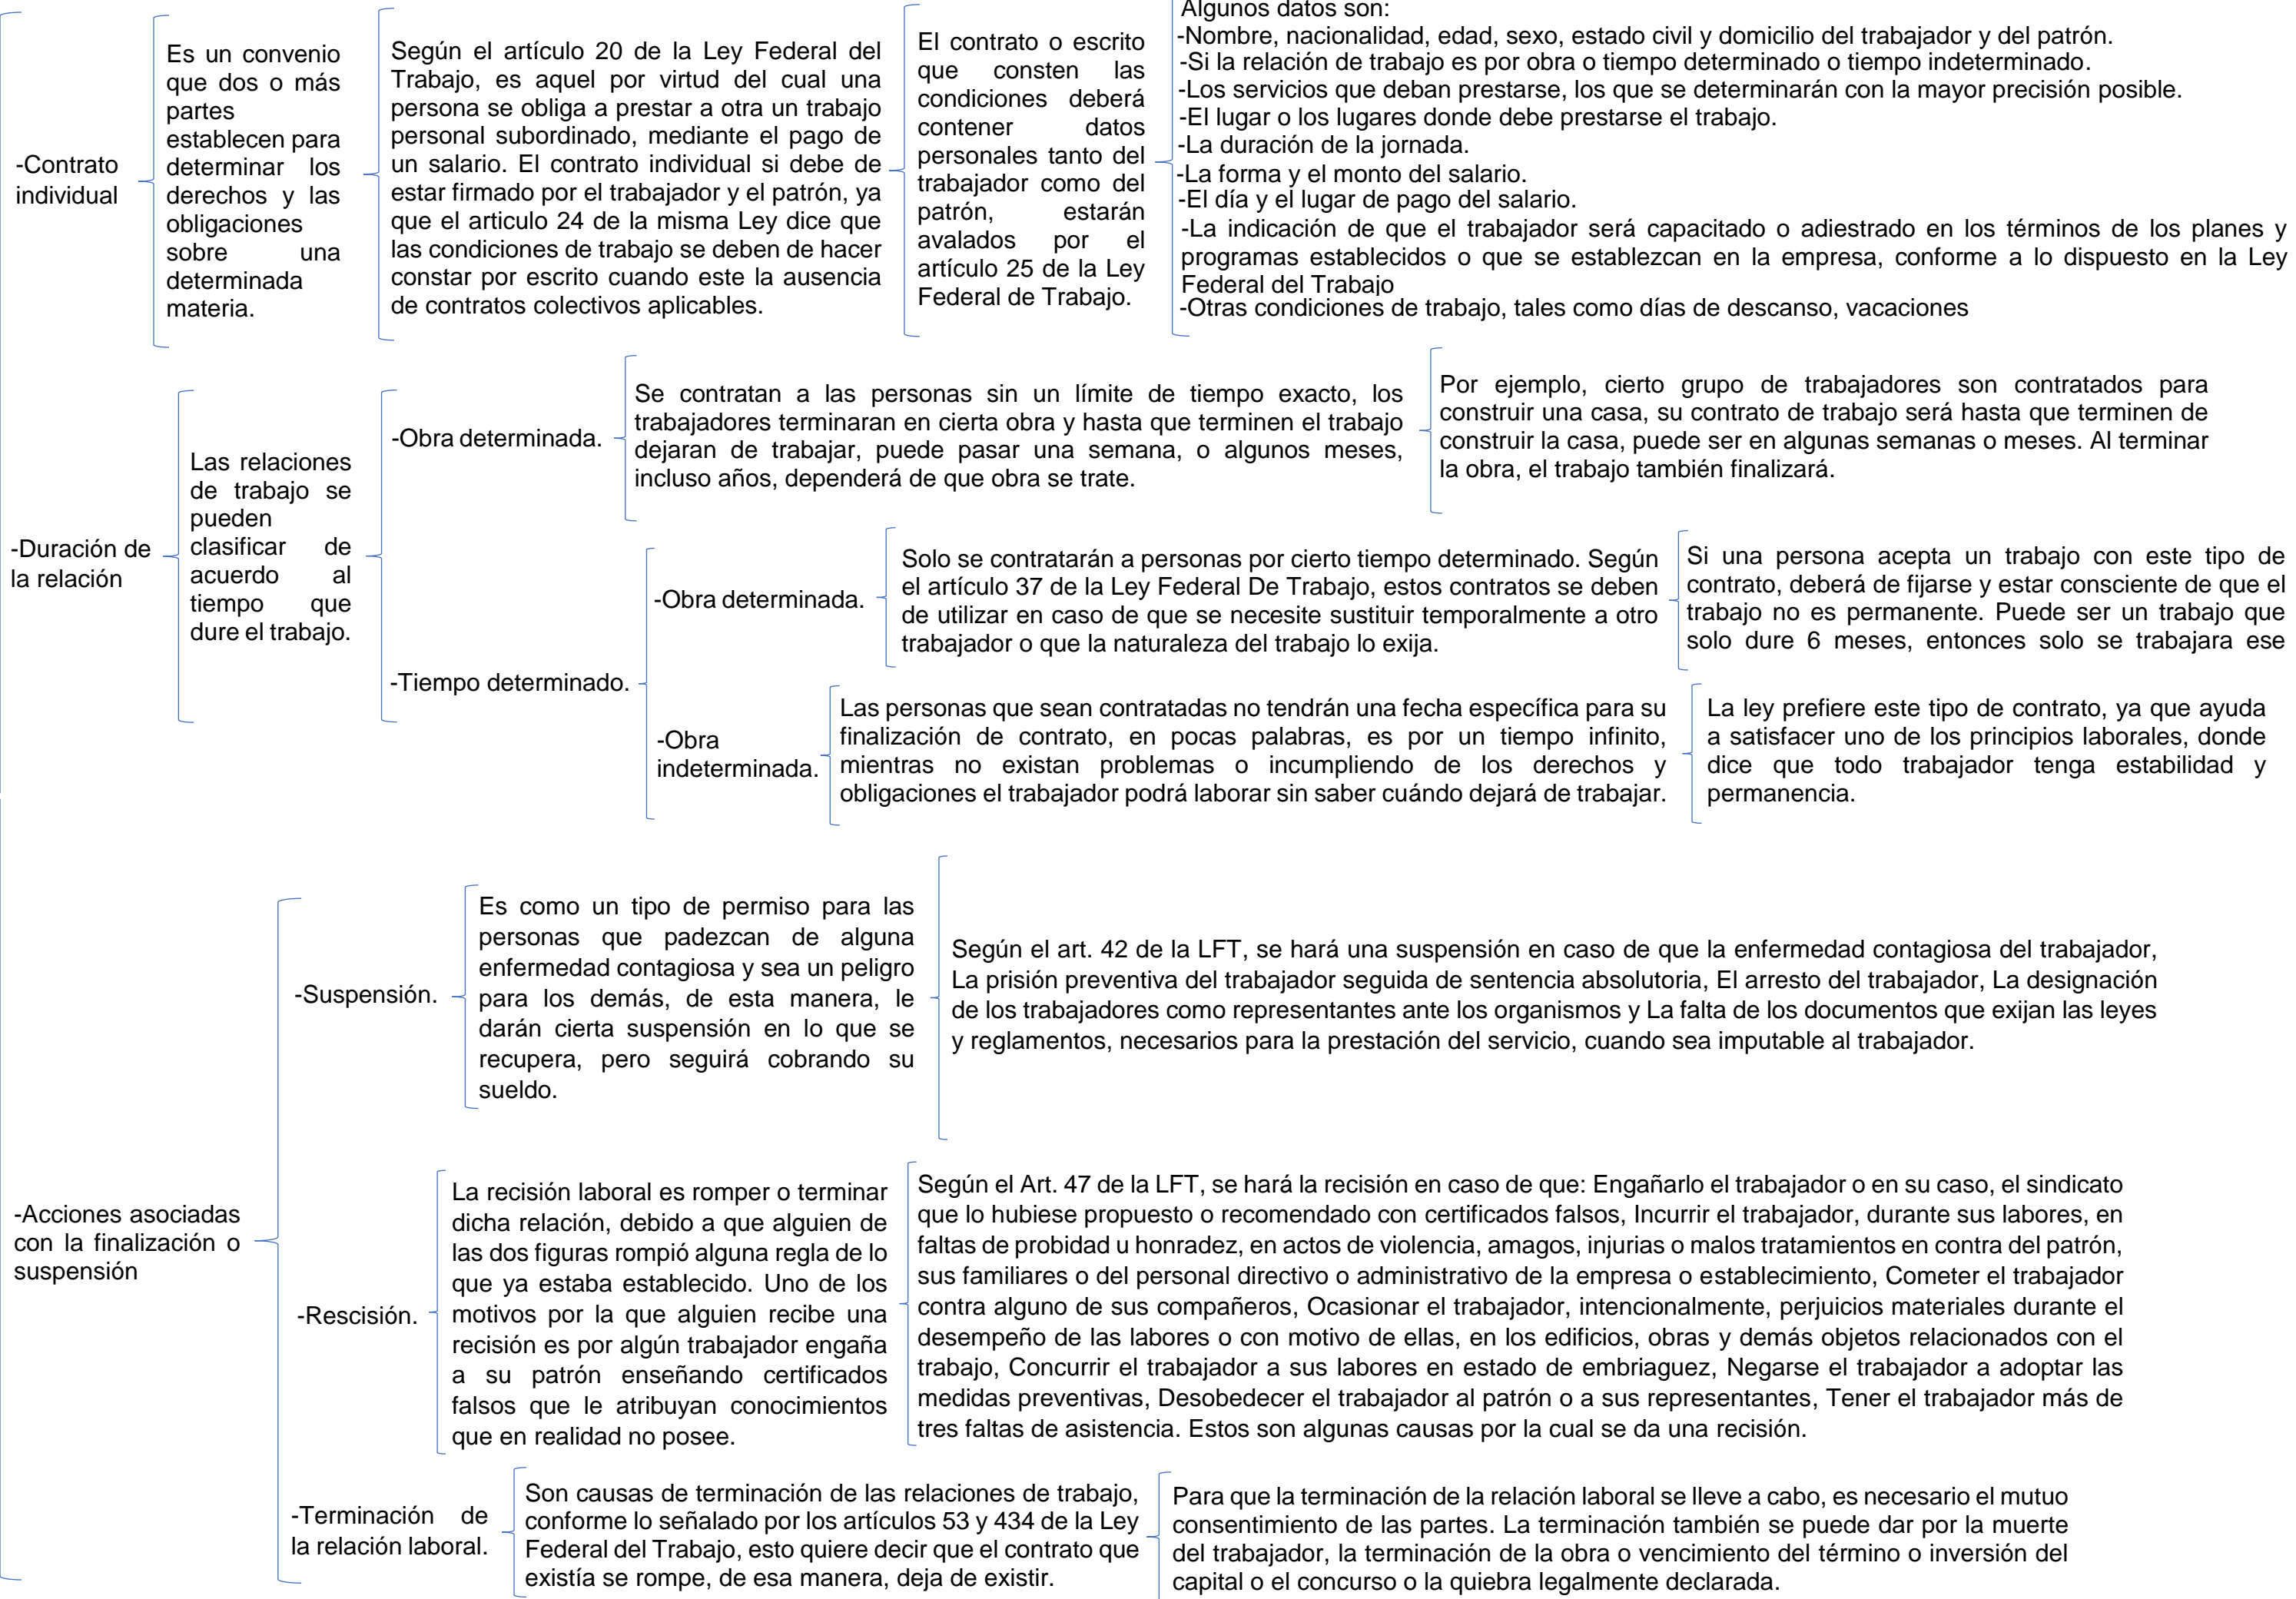 -Contrato
individual
Es un convenio
que dos o más
partes
establecen para
determinar los
derechos y las
obligaciones
sobre una
determinada
materia.
Según el artículo 20 de la Ley Federal del
Trabajo, es aquel por virtud del cual una
persona se obliga a prestar a otra un trabajo
personal subordinado, mediante el pago de
un salario. El contrato individual si debe de
estar firmado por el trabajador y el patrón, ya
que el articulo 24 de la misma Ley dice que
las condiciones de trabajo se deben de hacer
constar por escrito cuando este la ausencia
de contratos colectivos aplicables.
El contrato o escrito
que consten las
condiciones deberá
contener datos
personales tanto del
trabajador como del
patrón, estarán
avalados por el
artículo 25 de la Ley
Federal de Trabajo.
Algunos datos son:
-Nombre, nacionalidad, edad, sexo, estado civil y domicilio del trabajador y del patrón.
-Si la relación de trabajo es por obra o tiempo determinado o tiempo indeterminado.
-Los servicios que deban prestarse, los que se determinarán con la mayor precisión posible.
-El lugar o los lugares donde debe prestarse el trabajo.
-La duración de la jornada.
-La forma y el monto del salario.
-El día y el lugar de pago del salario.
-La indicación de que el trabajador será capacitado o adiestrado en los términos de los planes y
programas establecidos o que se establezcan en la empresa, conforme a lo dispuesto en la Ley
Federal del Trabajo
-Otras condiciones de trabajo, tales como días de descanso, vacaciones
-Duración de
la relación
Las relaciones
de trabajo se
pueden
clasificar de
acuerdo al
tiempo que
dure el trabajo.
-Obra determinada.
Se contratan a las personas sin un límite de tiempo exacto, los
trabajadores terminaran en cierta obra y hasta que terminen el trabajo
dejaran de trabajar, puede pasar una semana, o algunos meses,
incluso años, dependerá de que obra se trate.
Por ejemplo, cierto grupo de trabajadores son contratados para
construir una casa, su contrato de trabajo será hasta que terminen de
construir la casa, puede ser en algunas semanas o meses. Al terminar
la obra, el trabajo también finalizará.
-Tiempo determinado.
-Obra determinada.
Solo se contratarán a personas por cierto tiempo determinado. Según
el artículo 37 de la Ley Federal De Trabajo, estos contratos se deben
de utilizar en caso de que se necesite sustituir temporalmente a otro
trabajador o que la naturaleza del trabajo lo exija.
Si una persona acepta un trabajo con este tipo de
contrato, deberá de fijarse y estar consciente de que el
trabajo no es permanente. Puede ser un trabajo que
solo dure 6 meses, entonces solo se trabajara ese
-Obra
indeterminada.
Las personas que sean contratadas no tendrán una fecha específica para su
finalización de contrato, en pocas palabras, es por un tiempo infinito,
mientras no existan problemas o incumpliendo de los derechos y
obligaciones el trabajador podrá laborar sin saber cuándo dejará de trabajar.
La ley prefiere este tipo de contrato, ya que ayuda
a satisfacer uno de los principios laborales, donde
dice que todo trabajador tenga estabilidad y
permanencia.
-Acciones asociadas
con la finalización o
suspensión
-Suspensión.
Es como un tipo de permiso para las
personas que padezcan de alguna
enfermedad contagiosa y sea un peligro
para los demás, de esta manera, le
darán cierta suspensión en lo que se
recupera, pero seguirá cobrando su
sueldo.
Según el art. 42 de la LFT, se hará una suspensión en caso de que la enfermedad contagiosa del trabajador,
La prisión preventiva del trabajador seguida de sentencia absolutoria, El arresto del trabajador, La designación
de los trabajadores como representantes ante los organismos y La falta de los documentos que exijan las leyes
y reglamentos, necesarios para la prestación del servicio, cuando sea imputable al trabajador.
-Rescisión.
La recisión laboral es romper o terminar
dicha relación, debido a que alguien de
las dos figuras rompió alguna regla de lo
que ya estaba establecido. Uno de los
motivos por la que alguien recibe una
recisión es por algún trabajador engaña
a su patrón enseñando certificados
falsos que le atribuyan conocimientos
que en realidad no posee.
Según el Art. 47 de la LFT, se hará la recisión en caso de que: Engañarlo el trabajador o en su caso, el sindicato
que lo hubiese propuesto o recomendado con certificados falsos, Incurrir el trabajador, durante sus labores, en
faltas de probidad u honradez, en actos de violencia, amagos, injurias o malos tratamientos en contra del patrón,
sus familiares o del personal directivo o administrativo de la empresa o establecimiento, Cometer el trabajador
contra alguno de sus compañeros, Ocasionar el trabajador, intencionalmente, perjuicios materiales durante el
desempeño de las labores o con motivo de ellas, en los edificios, obras y demás objetos relacionados con el
trabajo, Concurrir el trabajador a sus labores en estado de embriaguez, Negarse el trabajador a adoptar las
medidas preventivas, Desobedecer el trabajador al patrón o a sus representantes, Tener el trabajador más de
tres faltas de asistencia. Estos son algunas causas por la cual se da una recisión.
-Terminación de
la relación laboral.
Son causas de terminación de las relaciones de trabajo,
conforme lo señalado por los artículos 53 y 434 de la Ley
Federal del Trabajo, esto quiere decir que el contrato que
existía se rompe, de esa manera, deja de existir.
Para que la terminación de la relación laboral se lleve a cabo, es necesario el mutuo
consentimiento de las partes. La terminación también se puede dar por la muerte
del trabajador, la terminación de la obra o vencimiento del término o inversión del
capital o el concurso o la quiebra legalmente declarada.